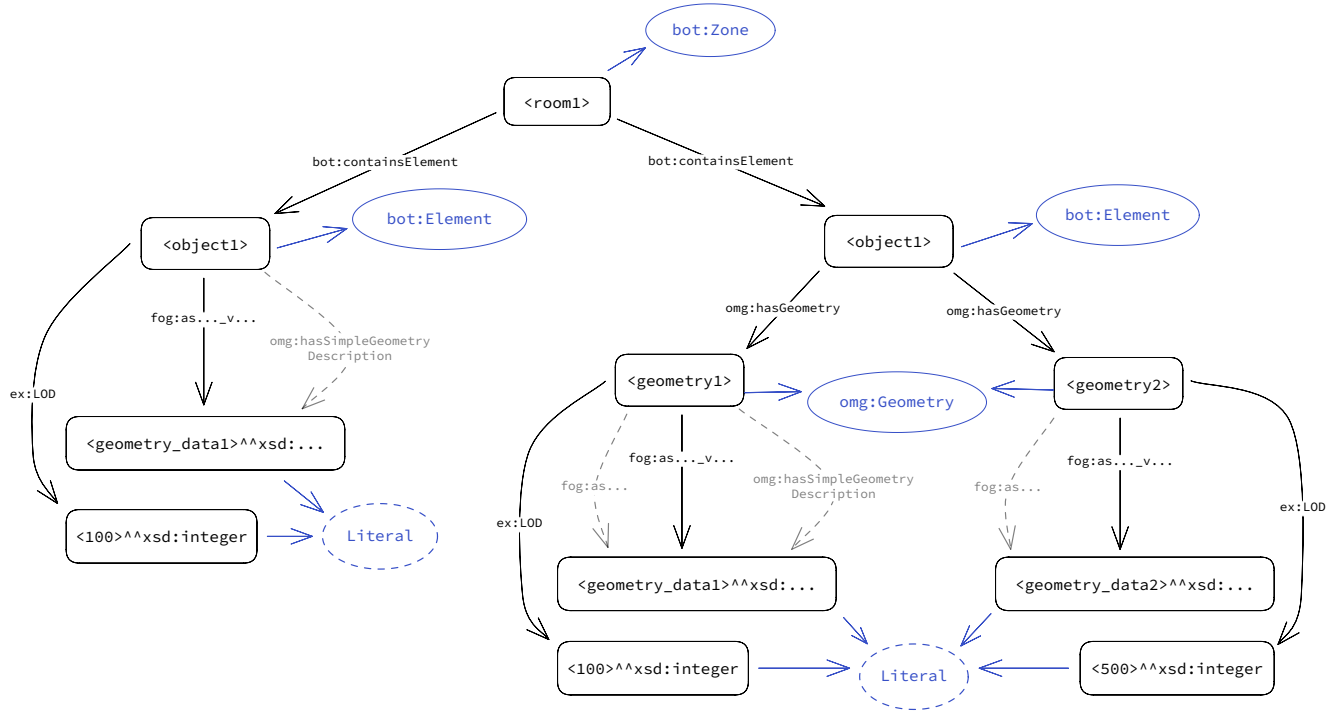 bot:Zone
<room1>
bot:containsElement
bot:containsElement
bot:Element
bot:Element
<object1>
<object1>
fog:as..._v...
omg:hasGeometry
omg:hasGeometry
omg:hasSimpleGeometry
Description
<geometry1>
<geometry2>
ex:LOD
omg:Geometry
<geometry_data1>^^xsd:...
fog:as..._v...
fog:as..._v...
omg:hasSimpleGeometry
Description
fog:as...
fog:as...
ex:LOD
ex:LOD
<100>^^xsd:integer
Literal
<geometry_data1>^^xsd:...
<geometry_data2>^^xsd:...
<100>^^xsd:integer
Literal
<500>^^xsd:integer